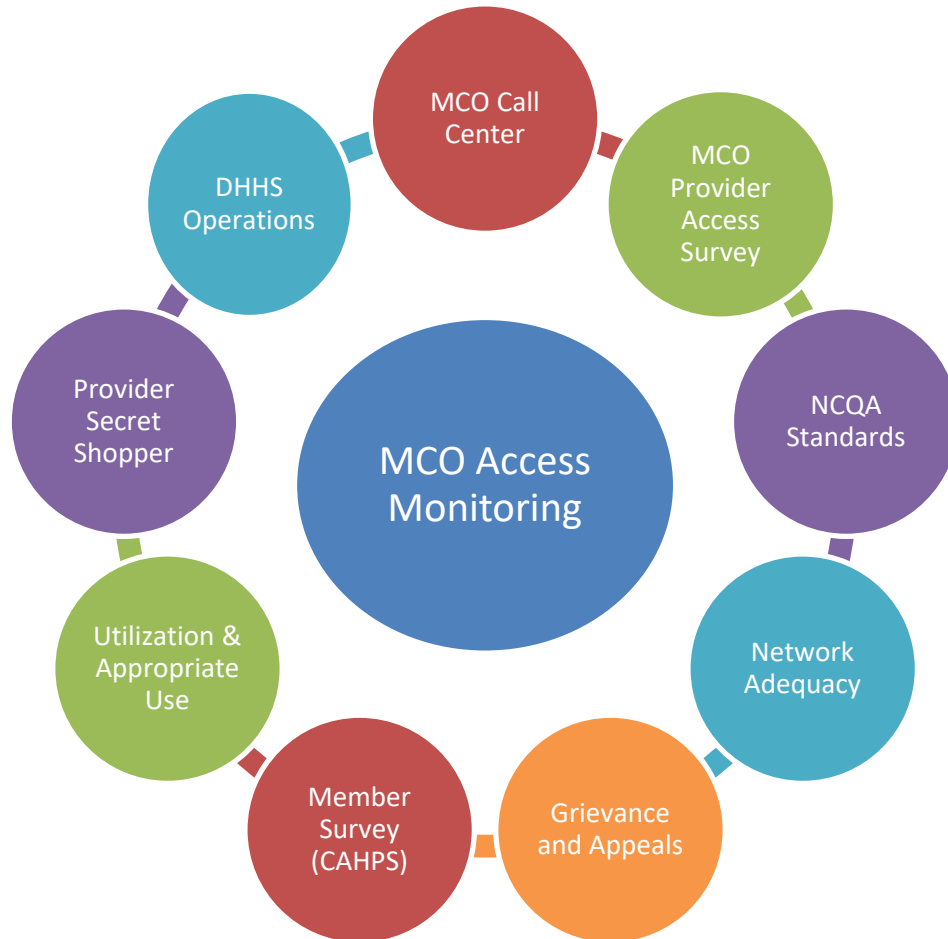 MCO Call
Center
MCO
Provider
Access
Survey
NCQA
Standards
Network
Adequacy
Grievance
and Appeals
Member
Survey
(CAHPS)
Utilization &
Appropriate
Use
Provider
Secret
Shopper
DHHS
Operations
MCO Access
Monitoring